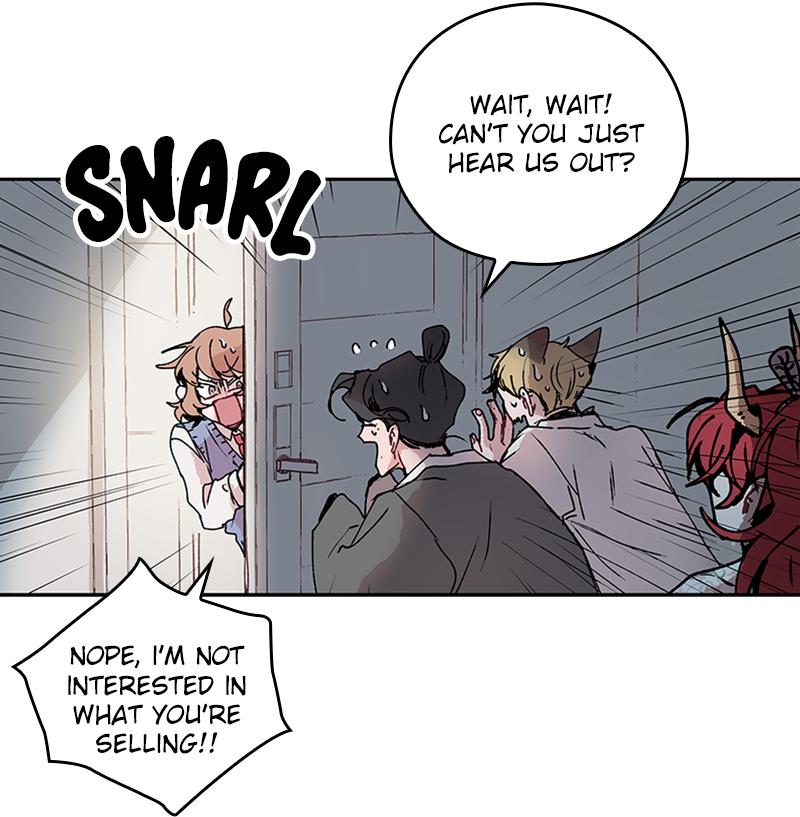 WAIT, WAIT!
CAN'T YOU JUST
HEAR US OUT?
SNARL
...
NOPE, I'M NOT
INTERESTED IN
WHAT YOU'RE
SELLING!!